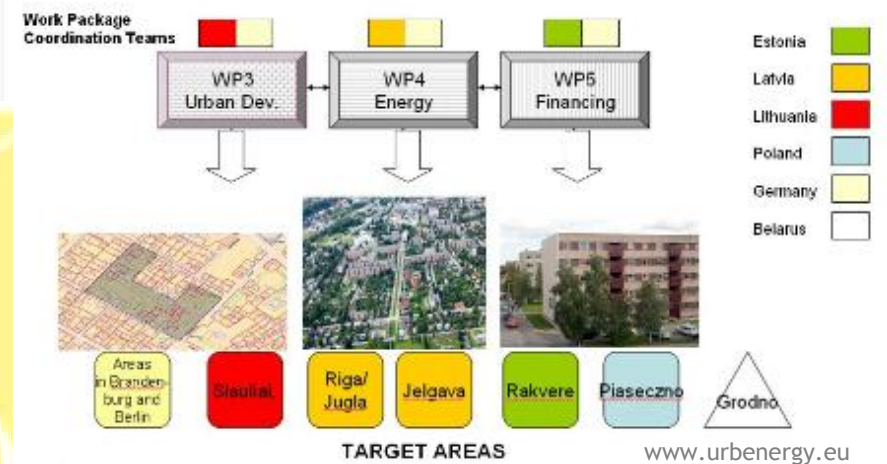 Work Package
Coordination Teams
WP3
Urban Dev.
WP4
Energy
WP5
Financing
Estonia
Latvia
Lithuania
Poland
Germany
Belarus
Areas
in Branden-
burg and
Berlin
Siauliai,
Riga/
Jugla
Jelgava
Rakvere
Piaseczno
Grodno
TARGET AREAS
www.urbenergy.eu